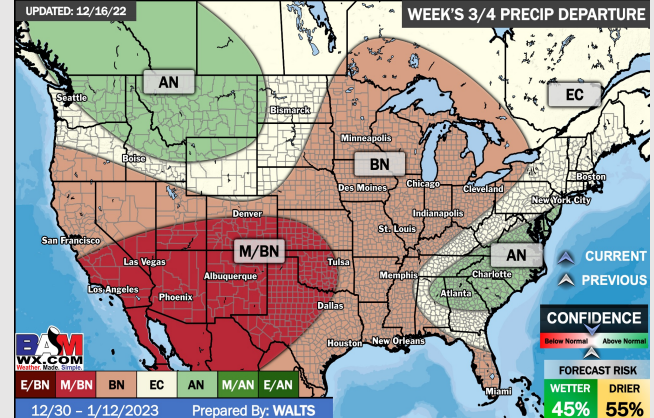 UPDATED: 12/16/22
WEEK'S 3/4 PRECIP DEPARTURE
AN
EC
Seattle
Bismarck
Minneapolis
Boise
BN
Boston
Des Moines
Chicago
Cleveland
New York City
Denver
Indianapolis
San Francisco
St. Louis
M/BN
AN
CURRENT
Las Vegas
Tulsa
Albuquerque
Memphis
Charlotte
PREVIOUS
Los Angeles
Phoenix
Atlanta
Dallas
CONFIDENCE
Below Normal
Above Normal
BAM
WX.COM
Weather. Made. Simple.
Houston
New Orleans
FORECAST RISK
E/BN
M/BN
BN
EC
AN
M/AN
E/AN
Miami
WETTER
DRIER
12/30 - 1/12/2023
Prepared By: WALTS
45%
55%